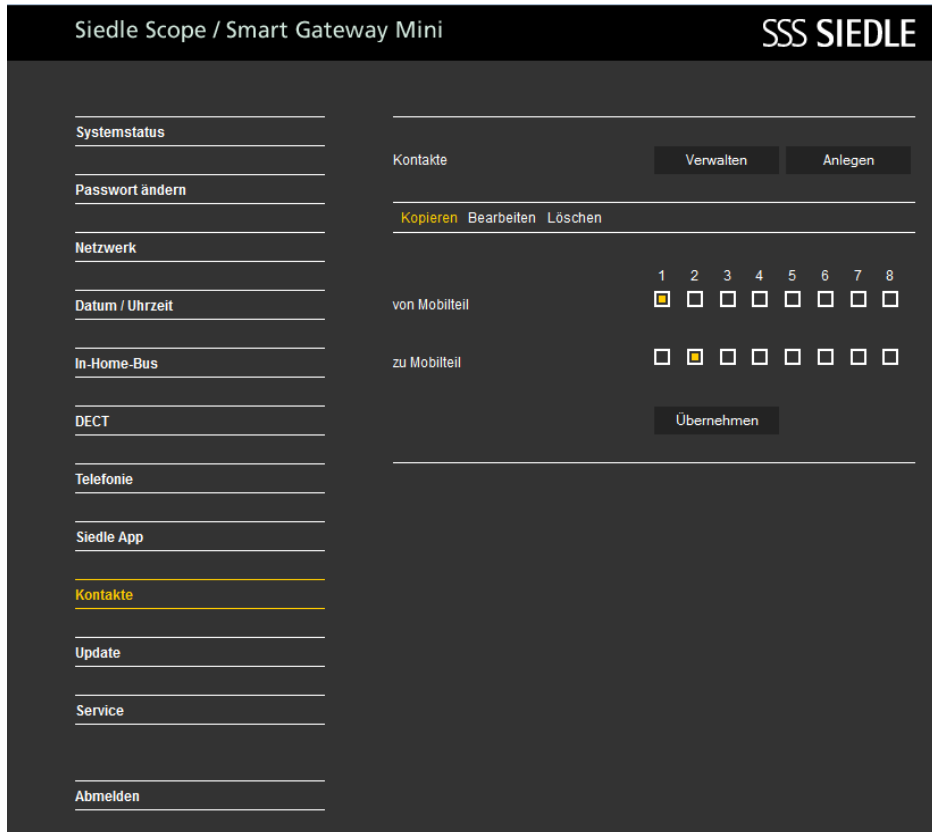 Siedle Scope / Smart Gateway Mini
SSS SIEDLE
Systemstatus
Passwort ändern
Netzwerk
Datum / Uhrzeit
In-Home-Bus
DECT
Telefonie
Siedle App
Kontakte
Update
Service
Abmelden
Kontakte Verwalten Anlegen
Kopieren Bearbeiten Löschen
1 2 3 4 5 6 7 8
von Mobilteil
zu Mobilteil
Übernehmen